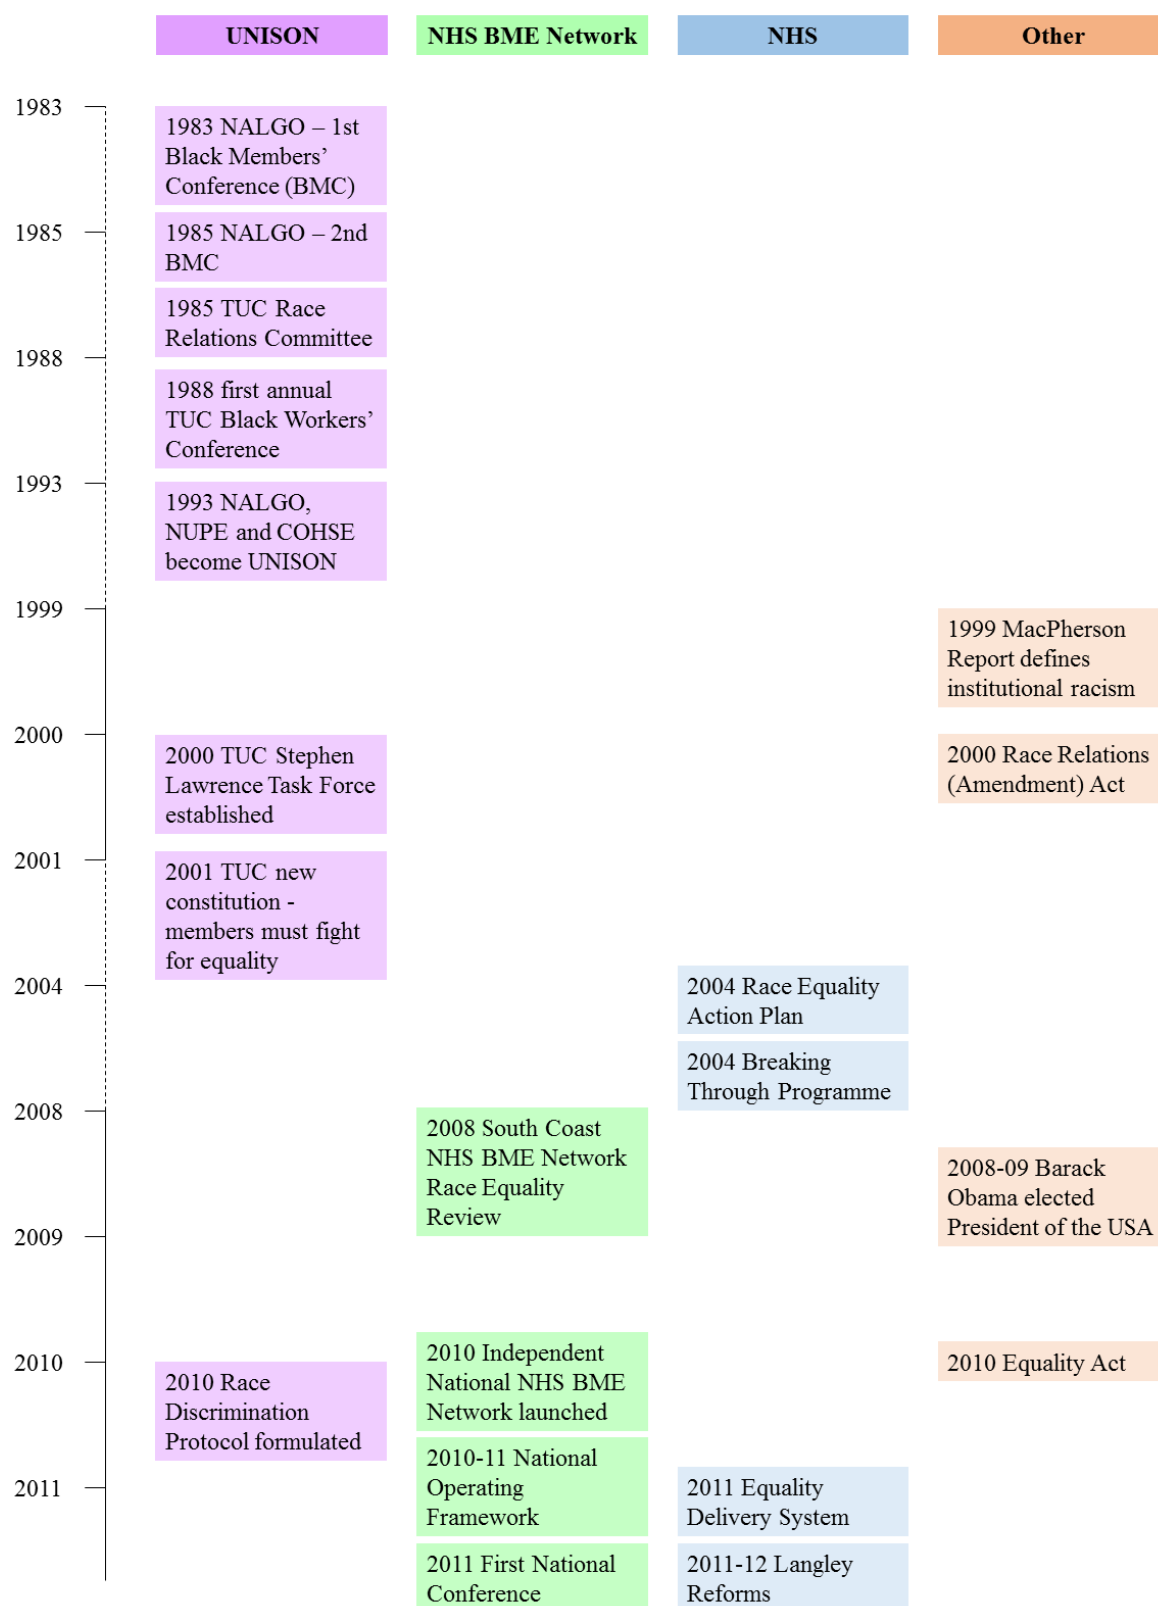 UNISON
NHS BME Network
NHS
Other
1983
1983 NALGO – 1st
Black Members’
Conference (BMC)
1985
1985 NALGO – 2nd
BMC
1985 TUC Race
Relations Committee
1988
1988 first annual
TUC Black Workers’
Conference
1993
1993 NALGO,
NUPE and COHSE
become UNISON
1999
1999 MacPherson
Report defines
institutional racism
2000
2000 TUC Stephen
Lawrence Task Force
established
2000 Race Relations
(Amendment) Act
2001
2001 TUC new
constitution -
members must fight
for equality
2004
2004 Race Equality
Action Plan
2004 Breaking
Through Programme
2008
2008 South Coast
NHS BME Network
Race Equality
Review
2008-09 Barack
Obama elected
President of the USA
2009
2010
2010 Race
Discrimination
Protocol formulated
2010 Independent
National NHS BME
Network launched
2010 Equality Act
2010-11 National
Operating
Framework
2011
2011 Equality
Delivery System
2011 First National
Conference
2011-12 Langley
Reforms